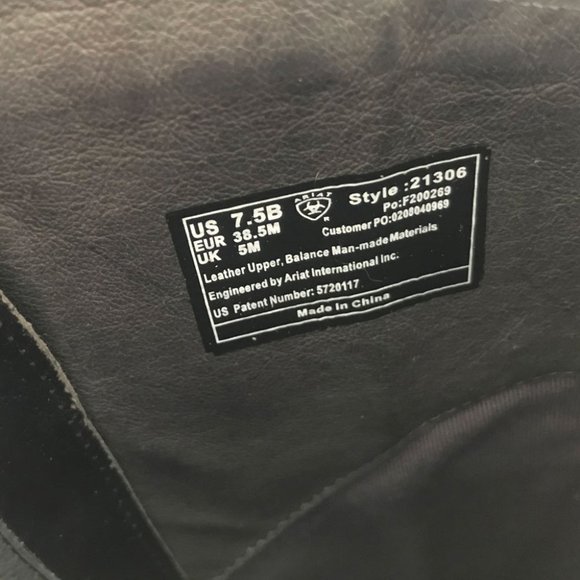 US 7.5B
EUR 38.5M
UK 5M
ARIAT
R
Style :21306
Po:F200269
Customer PO:0208040969
Leather Upper, Balance Man-made Materials
Engineered by Ariat International Inc.
US Patent Number: 5720117
Made in China